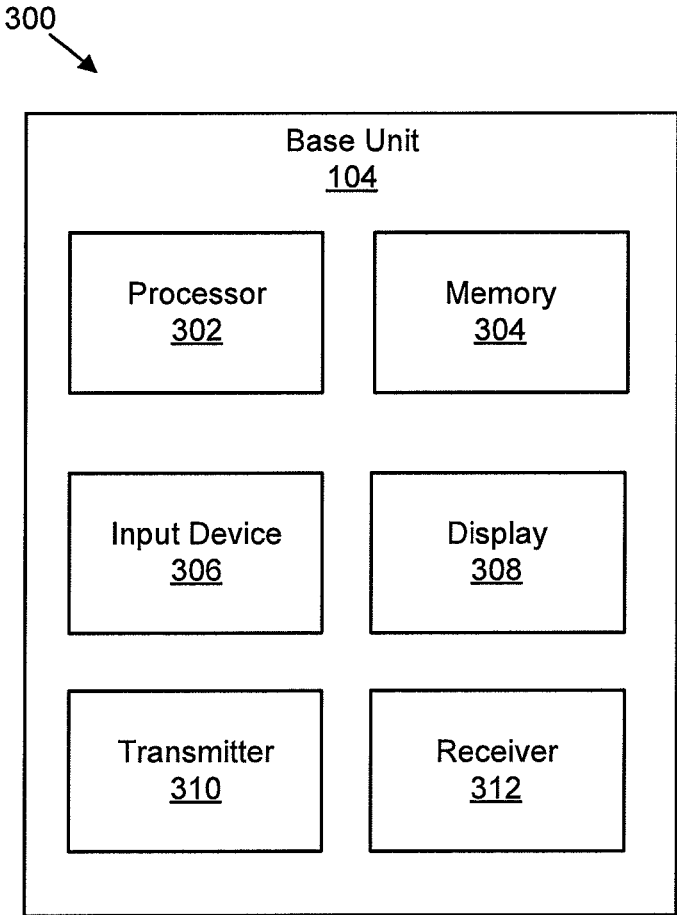 300
Base Unit
104
Processor
302
Memory
304
Input Device
306
Display
308
Transmitter
310
Receiver
312